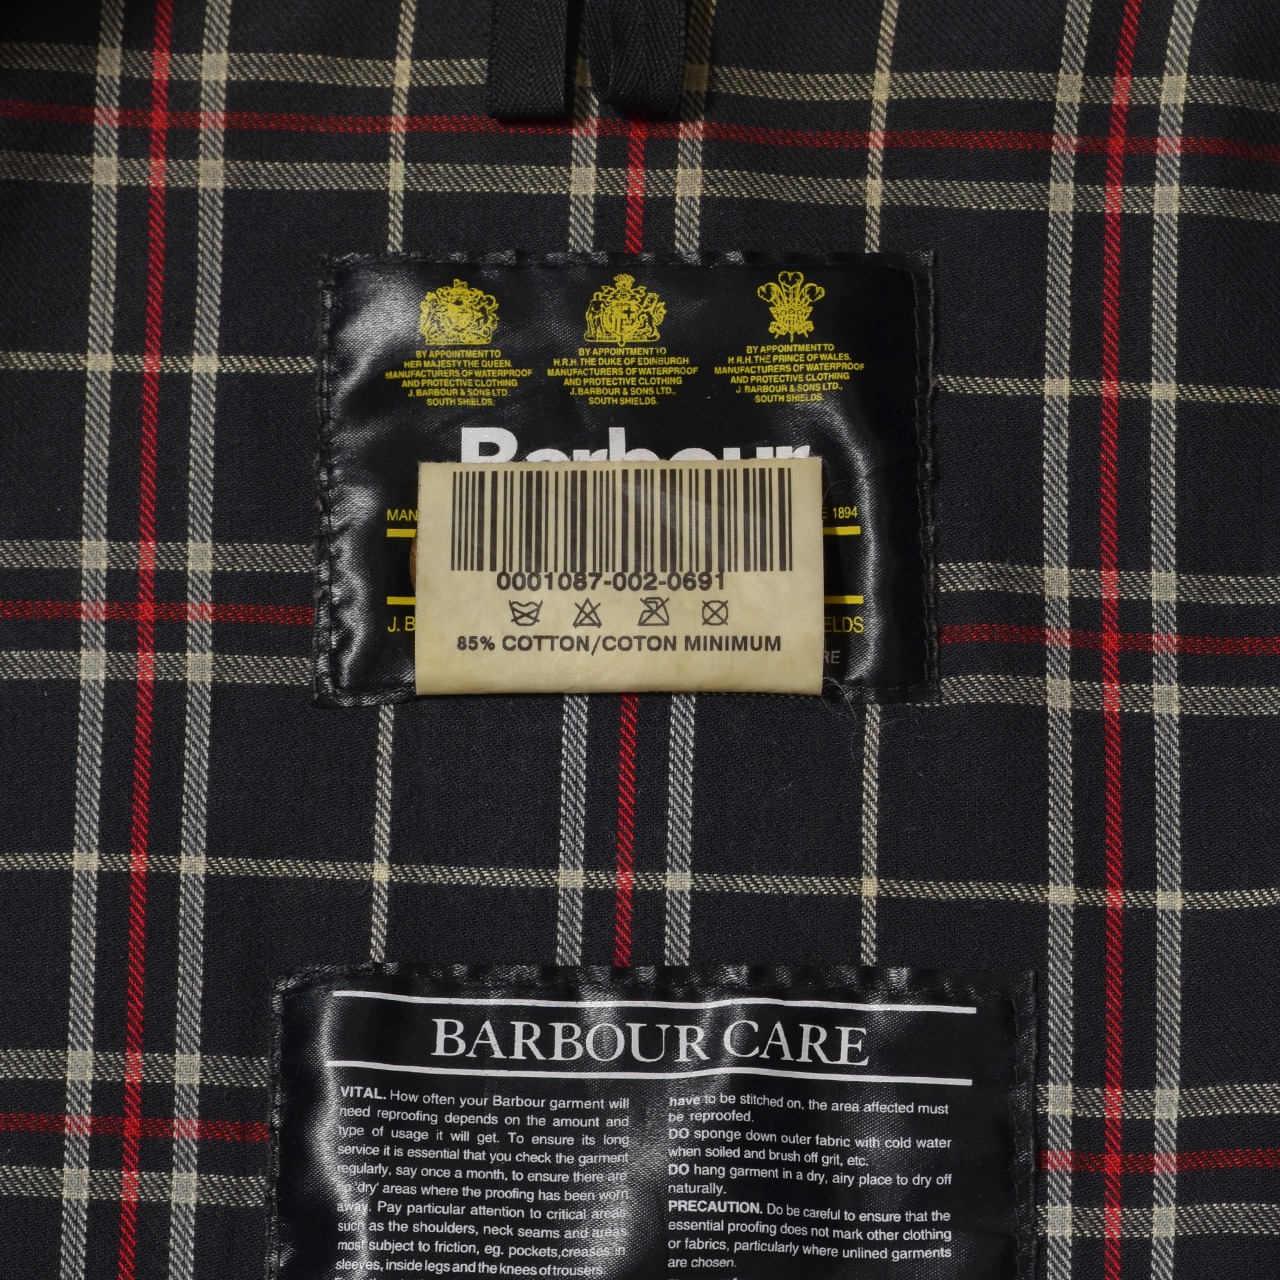 BY APPOINTMENT TO
HER MAJESTY THE QUEEN.
MANUFACTURERS OF WATERPROOF
AND PROTECTIVE CLOTHING
J. BARBOUR & SONS LTD.
SOUTH SHIELDS.
BY APPOINTMENT TO
H.R.H. THE DUKE OF EDINBURGH
MANUFACTURERS OF WATERPROOF
AND PROTECTIVE CLOTHING
J. BARBOUR & SONS LTD.,
SOUTH SHIELDS.
BY APPOINTMENT TO
H.R.H. THE PRINCE OF WALES.
MANUFACTURERS OF WATERPROOF
AND PROTECTIVE CLOTHING
J. BARBOUR & SONS LTD.,
SOUTH SHIELDS.
Barbour
MAN 1894
0001087-002-0691
J. B ELDS
85% COTTON/COTON MINIMUM
RE
BARBOUR CARE
VITAL. How often your Barbour garment will
need reproofing depends on the amount and
type of usage it will get. To ensure its long
service it is essential that you check the garment
regularly, say once a month, to ensure there are
no 'dry' areas where the proofing has been worn
away. Pay particular attention to critical areas
such as the shoulders, neck seams and areas
most subject to friction, eg. pockets, creases in
sleeves, inside legs and the knees of trousers.
have to be stitched on, the area affected must
be reproofed.
DO sponge down outer fabric with cold water
when soiled and brush off grit, etc.
DO hang garment in a dry, airy place to dry off
naturally.
PRECAUTION. Do be careful to ensure that the
essential proofing does not mark other clothing
or fabrics, particularly where unlined garments
are chosen.